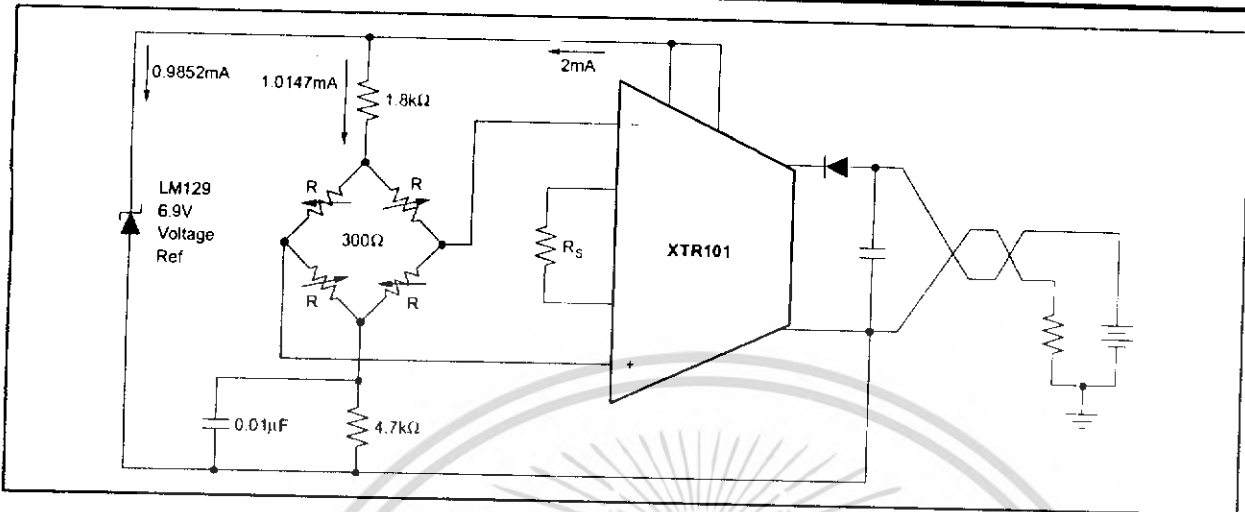 2mA
0.9852mA
1.0147mA
1.8kΩ
LM129
6.9V
Voltage
Ref
R
R
300Ω
R
R
R_S
XTR101
−
+
0.01µF
4.7kΩ